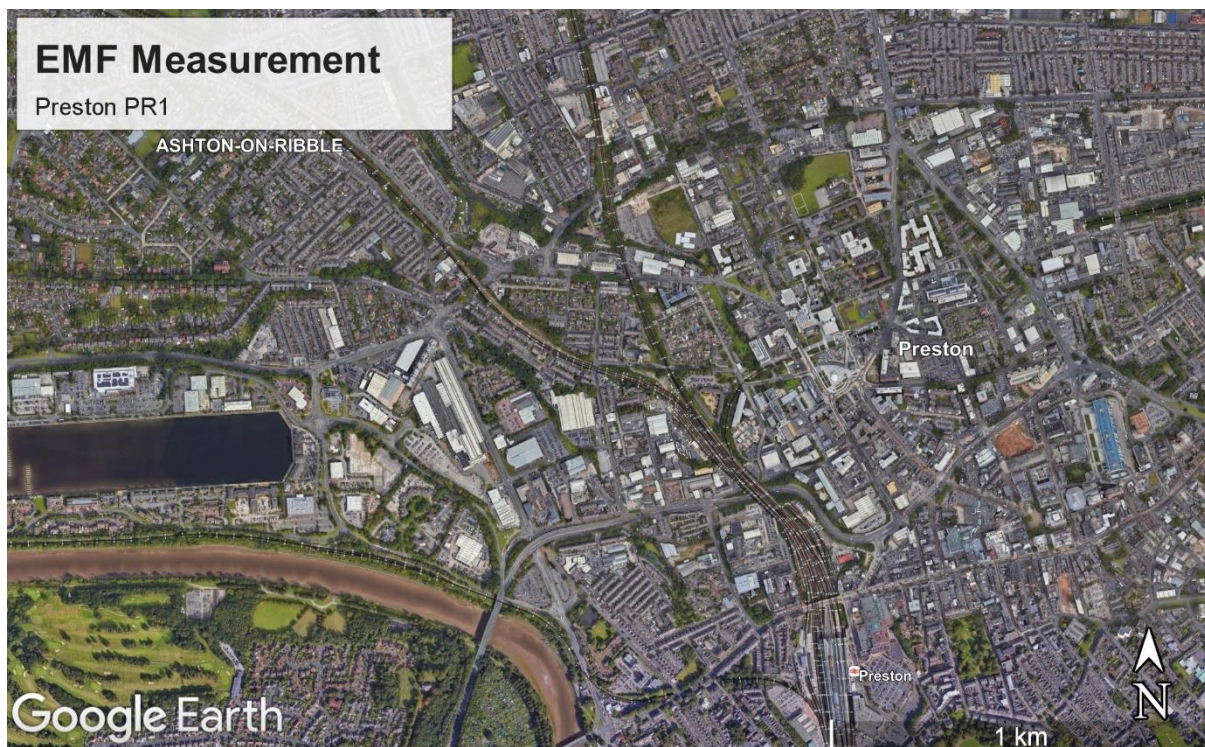 EMF Measurement
Preston PR1
ASHTON-ON-RIBBLE
Preston
Preston
Google Earth
N
1 km